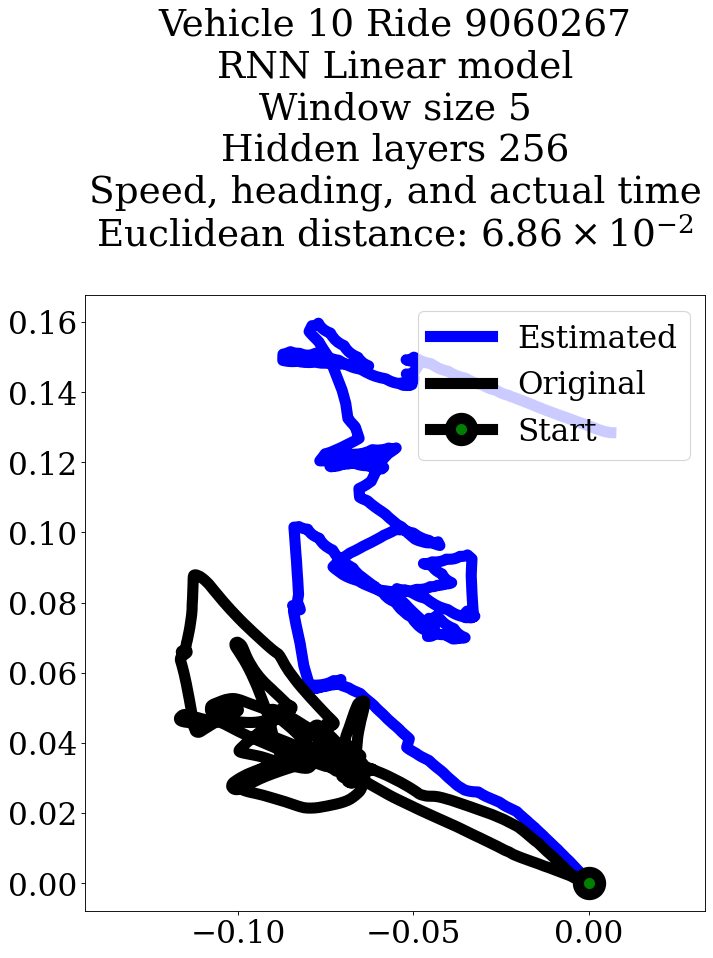 Vehicle 10 Ride 9060267
RNN Linear model
Window size 5
Hidden layers 256
Speed, heading, and actual time
Euclidean distance: 6.86 × 10⁻²
Estimated
Original
Start
0.16
0.14
0.12
0.10
0.08
0.06
0.04
0.02
0.00
−0.10 −0.05 0.00